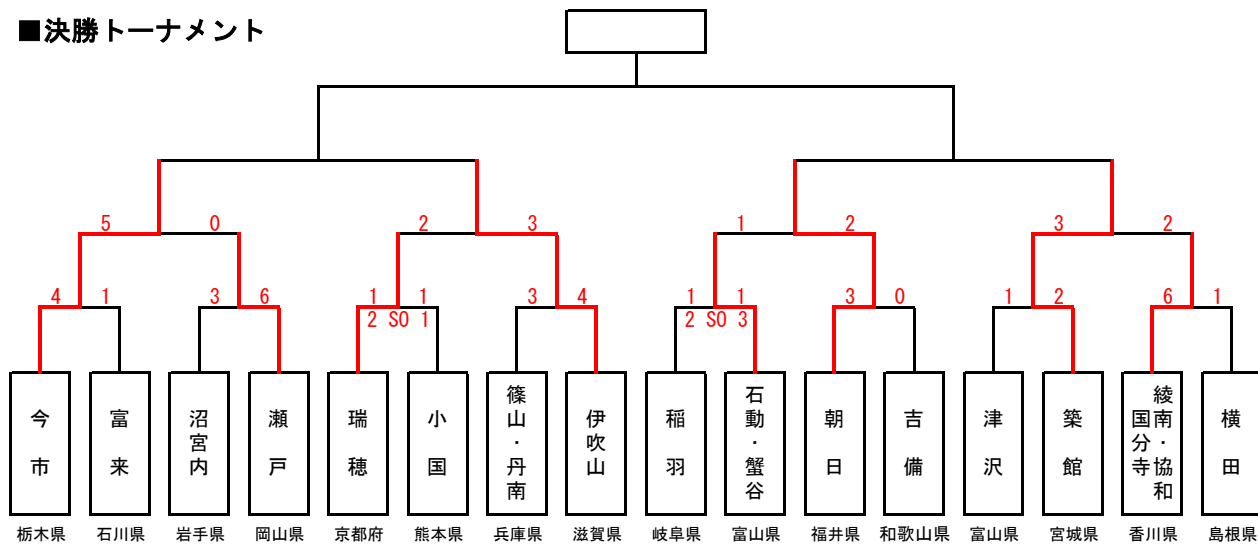 ■決勝トーナメント
5 0 2 3 1 2 3 2
4 1 3 6 1 1 3 4 1 1 3 0 1 2 6 1
2 SO 1 2 SO 3
今市
富来
沼宮内
瀬戸
瑞穂
小国
篠山・丹南
伊吹山
稲羽
石動・蟹谷
朝日
吉備
津沢
築館
綾南・協和
国分寺
横田
栃木県 石川県 岩手県 岡山県 京都府 熊本県 兵庫県 滋賀県 岐阜県 富山県 福井県 和歌山県 富山県 宮城県 香川県 島根県